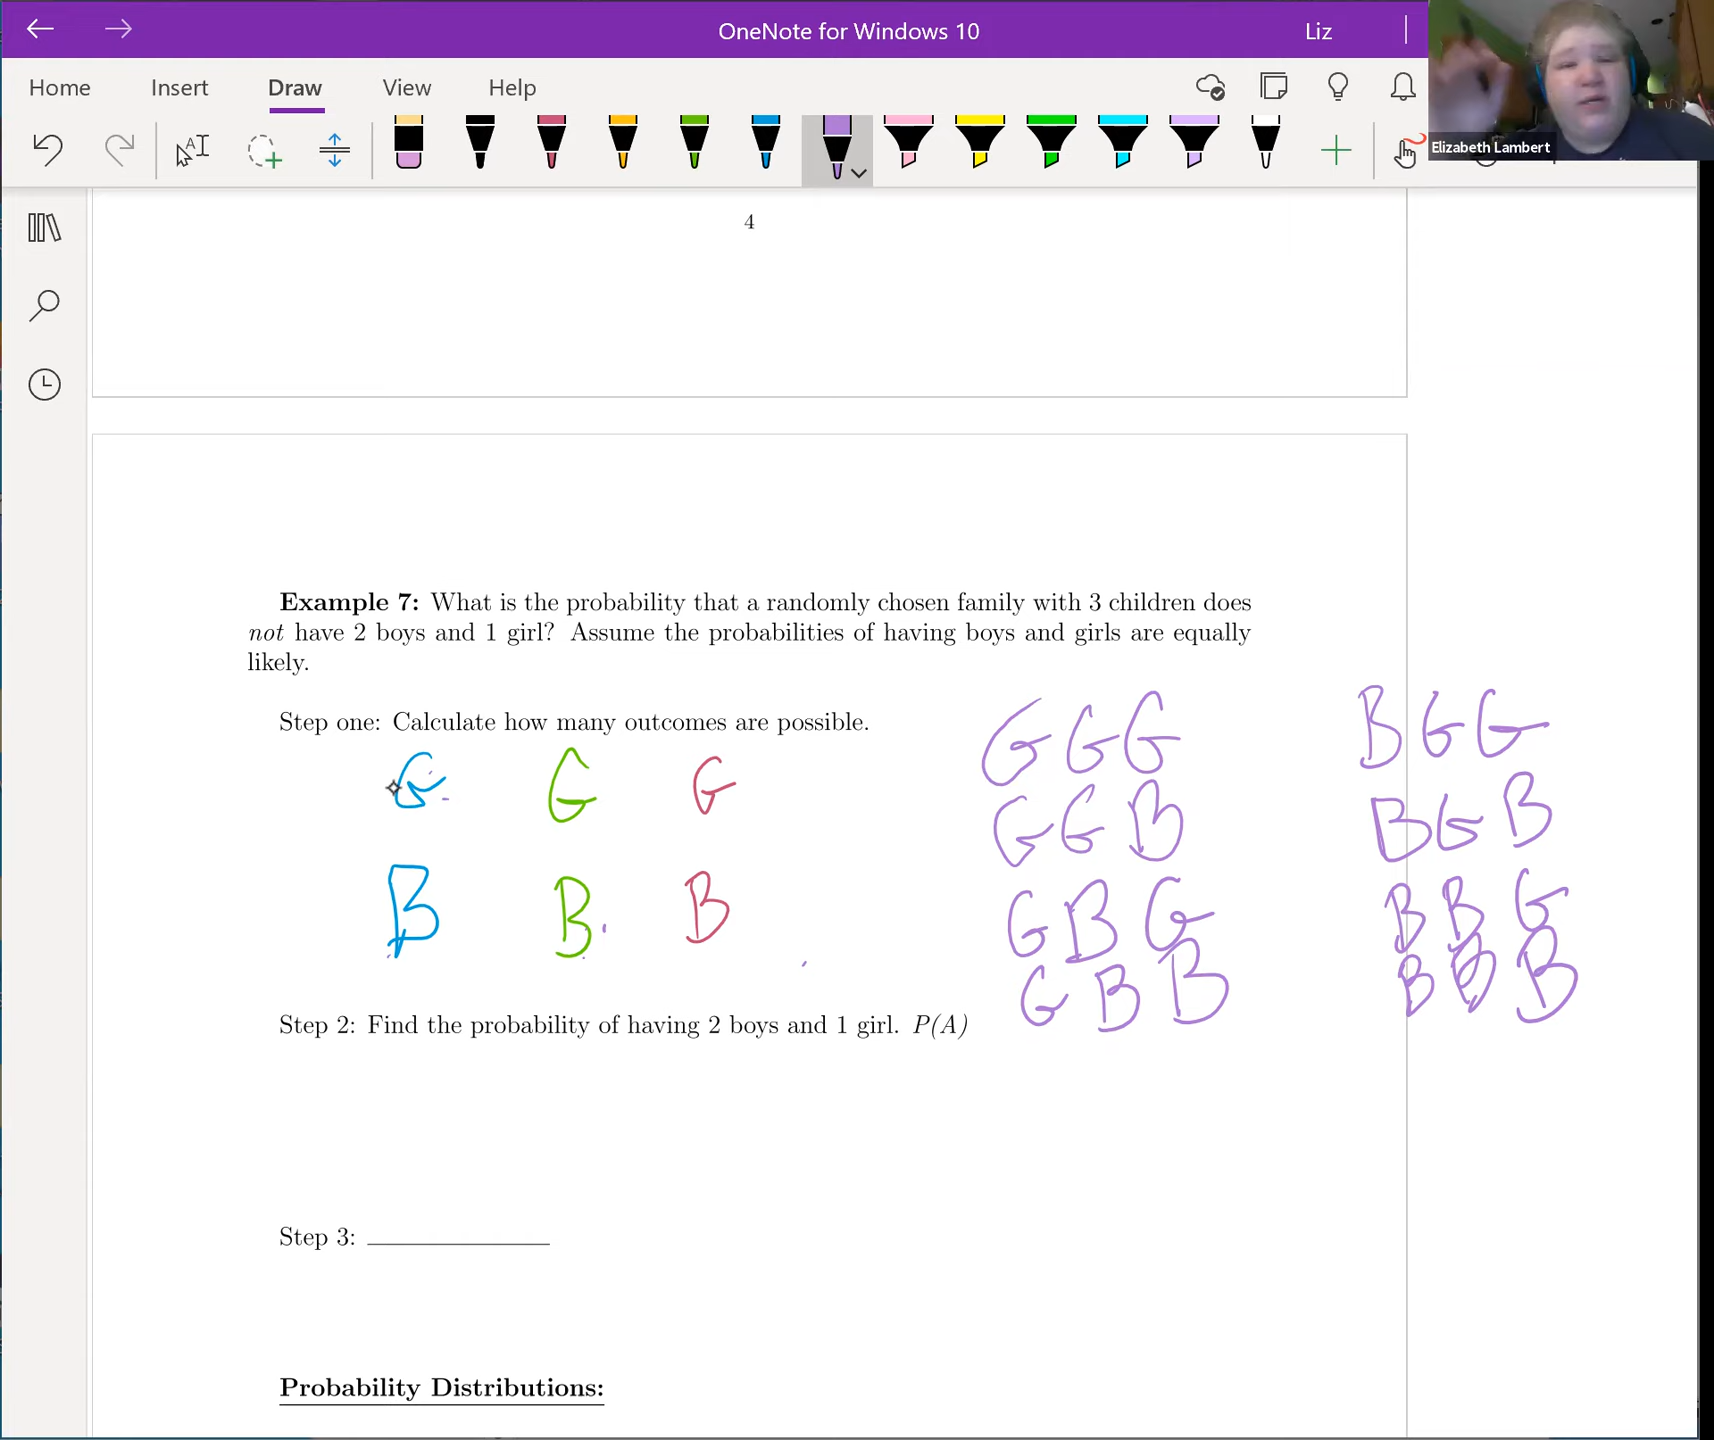 OneNote for Windows 10
Liz
Home Insert Draw View Help
Elizabeth Lambert
4
Example 7: What is the probability that a randomly chosen family with 3 children does
not have 2 boys and 1 girl? Assume the probabilities of having boys and girls are equally
likely.
Step one: Calculate how many outcomes are possible.
G G G
B B B
G G G
G G B
G B G
G B B
B G G
B G B
B B G
B B B
Step 2: Find the probability of having 2 boys and 1 girl. P(A)
Step 3: ____________
Probability Distributions: